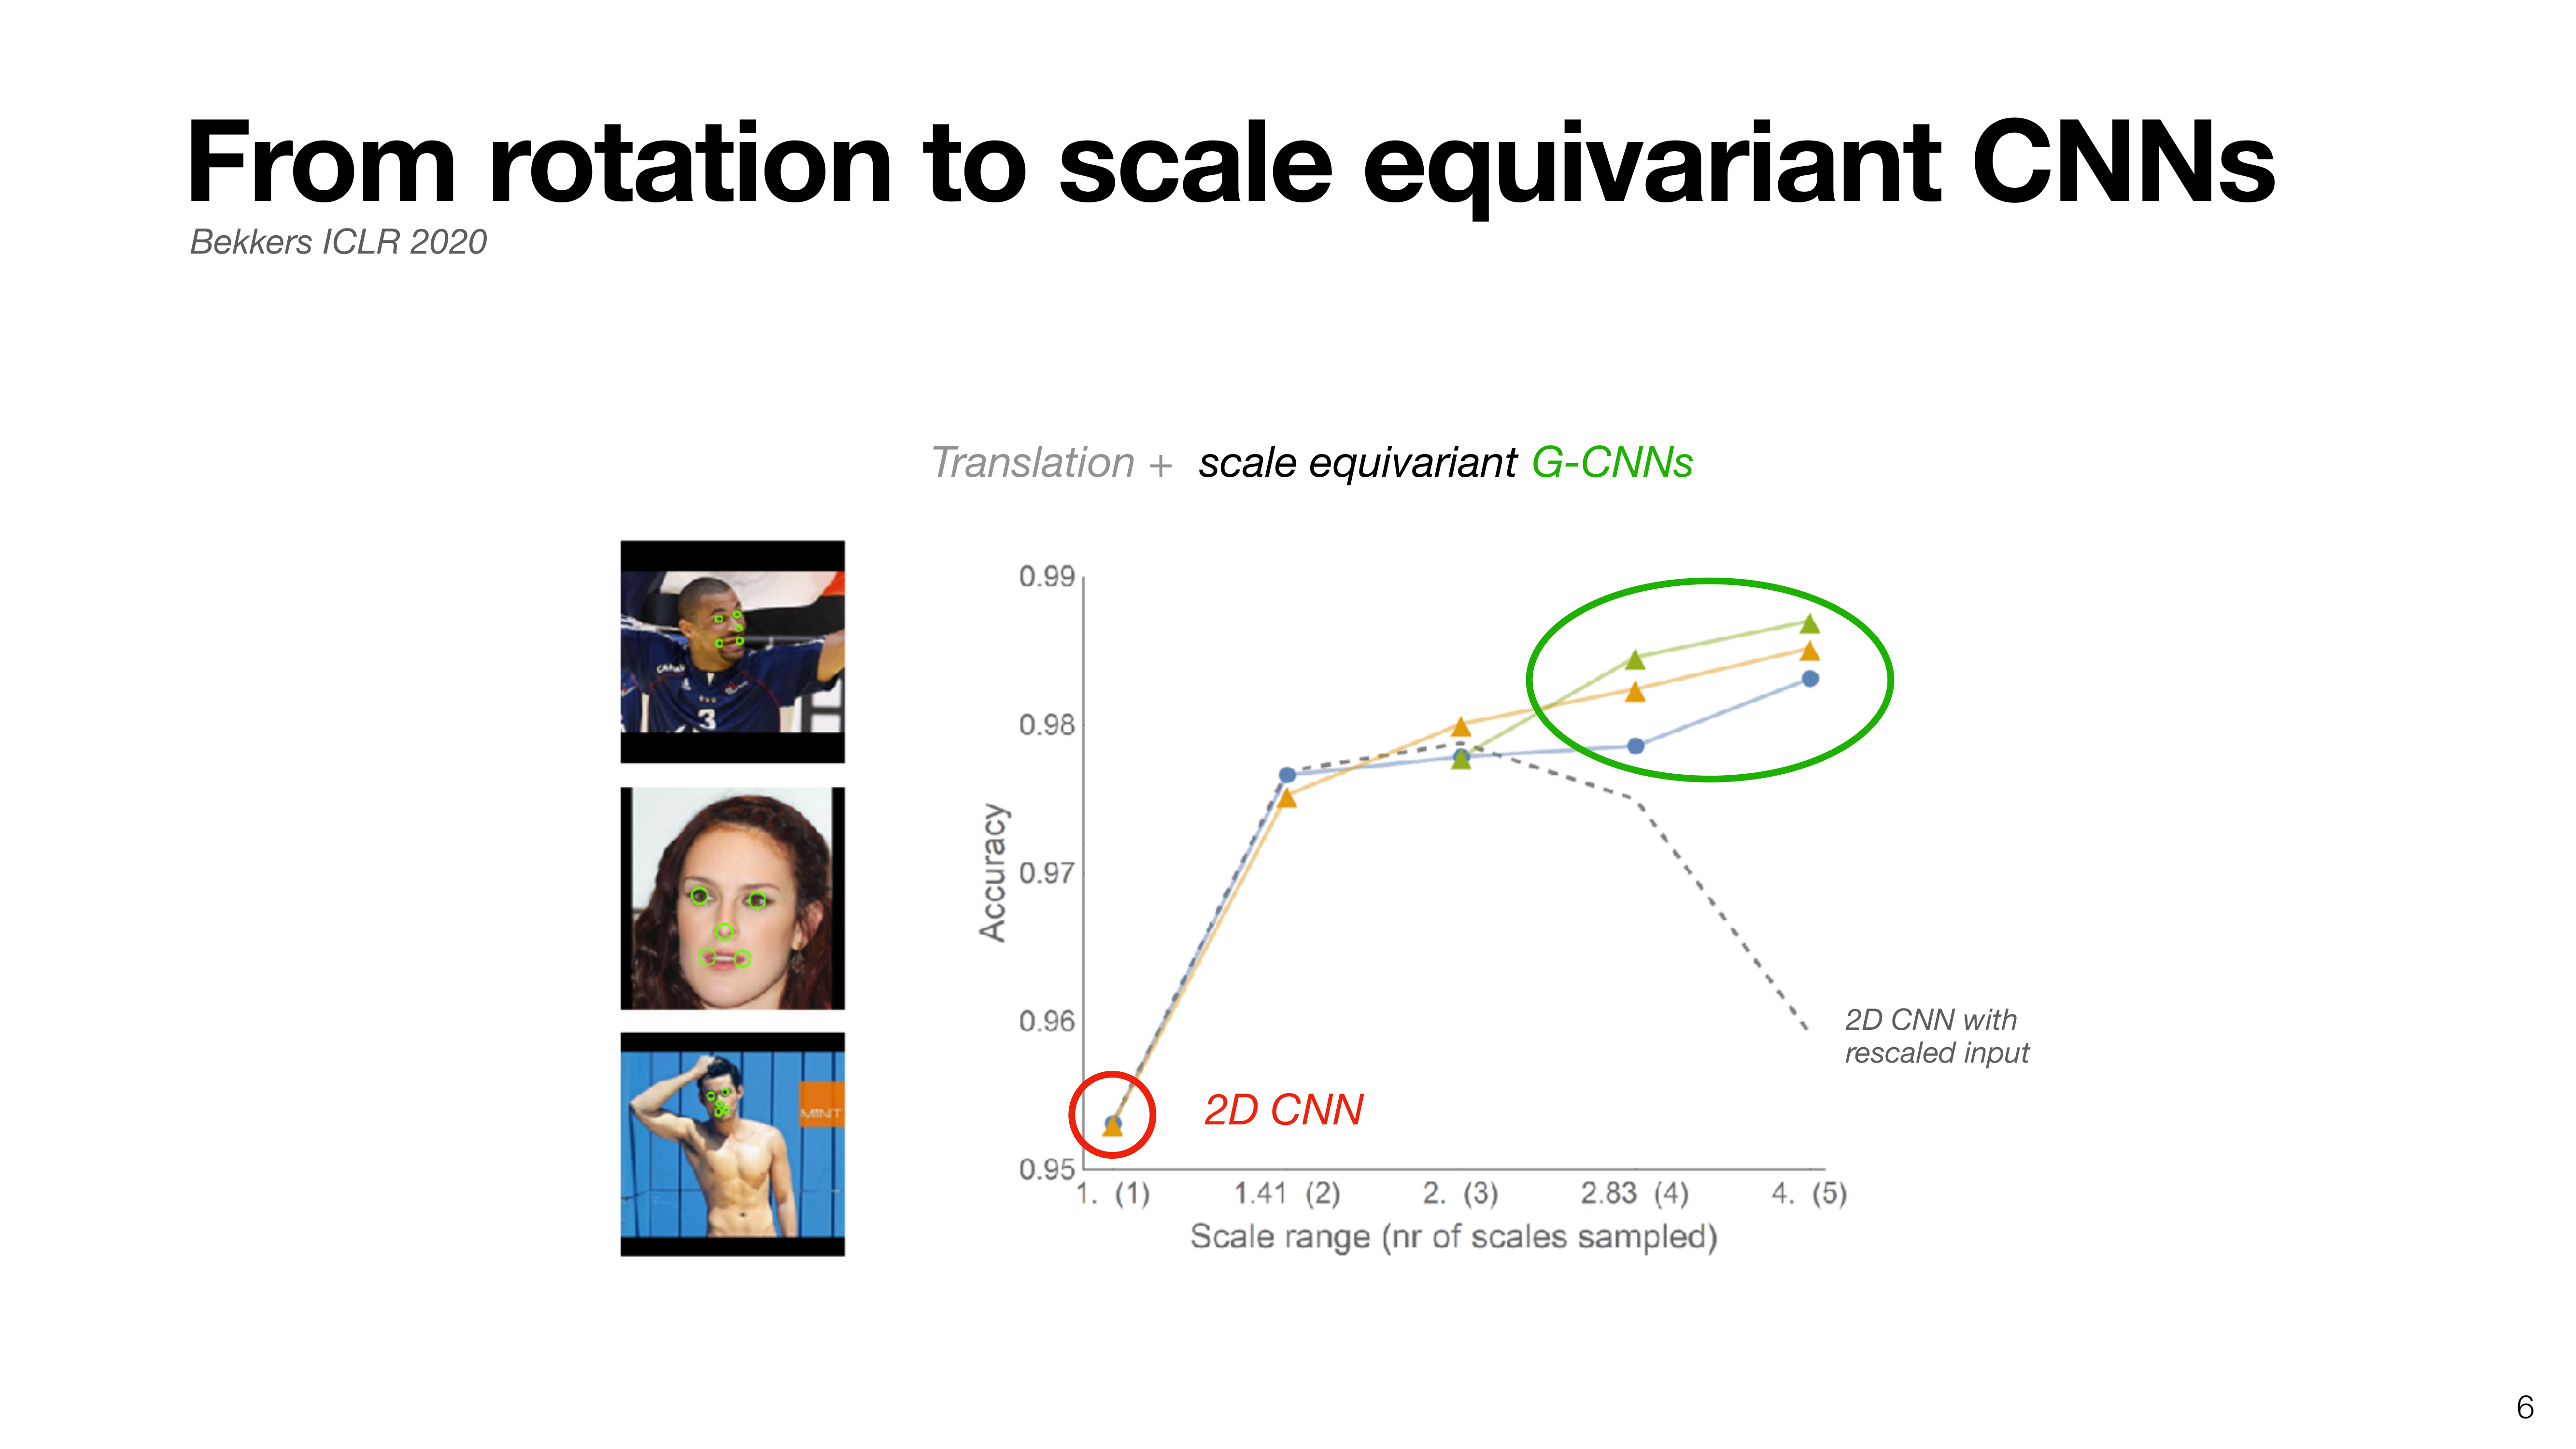 From rotation to scale equivariant CNNs
Bekkers ICLR 2020
Translation + scale equivariant G-CNNs
3
MINT
0.99
0.98
0.97
0.96
0.95
Accuracy
2D CNN
2D CNN with
rescaled input
1. (1) 1.41 (2) 2. (3) 2.83 (4) 4. (5)
Scale range (nr of scales sampled)
6